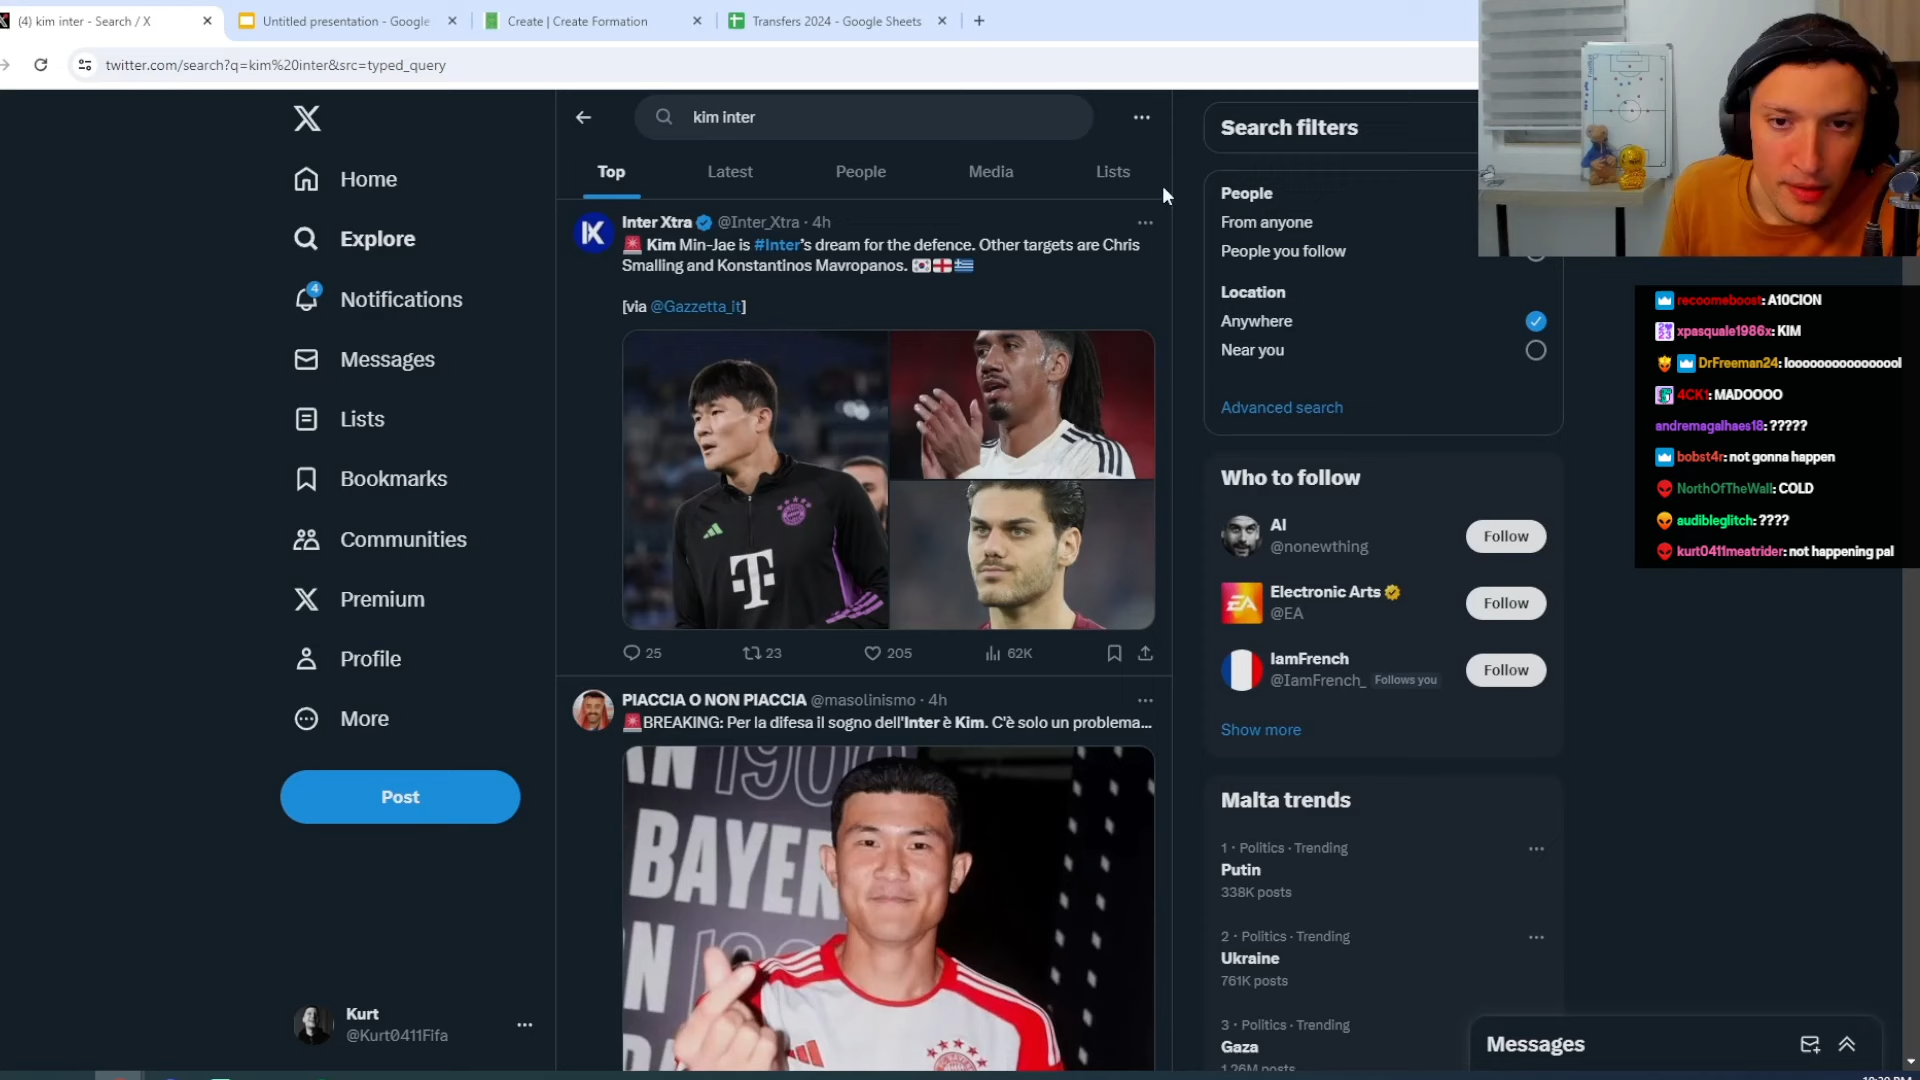 (4) kim inter - Search / X
Untitled presentation - Google
Create | Create Formation
Transfers 2024 - Google Sheets
twitter.com/search?q=kim%20inter&src=typed_query
Home
Explore
4
Notifications
Messages
Lists
Bookmarks
Communities
Premium
Profile
More
Post
Kurt
@Kurt0411Fifa
kim inter
Top
Latest
People
Media
Lists
Inter Xtra @Inter_Xtra · 4h
Kim Min-Jae is #Inter's dream for the defence. Other targets are Chris
Smalling and Konstantinos Mavropanos.
[via @Gazzetta_it]
25
23
205
62K
PIACCIA O NON PIACCIA @masolinismo · 4h
BREAKING: Per la difesa il sogno dell'Inter è Kim. C'è solo un problema...
BAYER
Search filters
People
From anyone
People you follow
Location
Anywhere
Near you
Advanced search
Who to follow
AI
@nonewthing
Follow
Electronic Arts
@EA
Follow
IamFrench
@IamFrench_ Follows you
Follow
Show more
Malta trends
1 · Politics · Trending
Putin
338K posts
2 · Politics · Trending
Ukraine
761K posts
3 · Politics · Trending
Gaza
1.26M posts
Messages
recoomeboost: A10CION
xpasquale1986x: KIM
DrFreeman24: looooooooooooooool
4CK1: MADOOOO
andremagalhaes18: ?????
bobst4r: not gonna happen
NorthOfTheWall: COLD
audibleglitch: ????
kurt0411meatrider: not happening pal